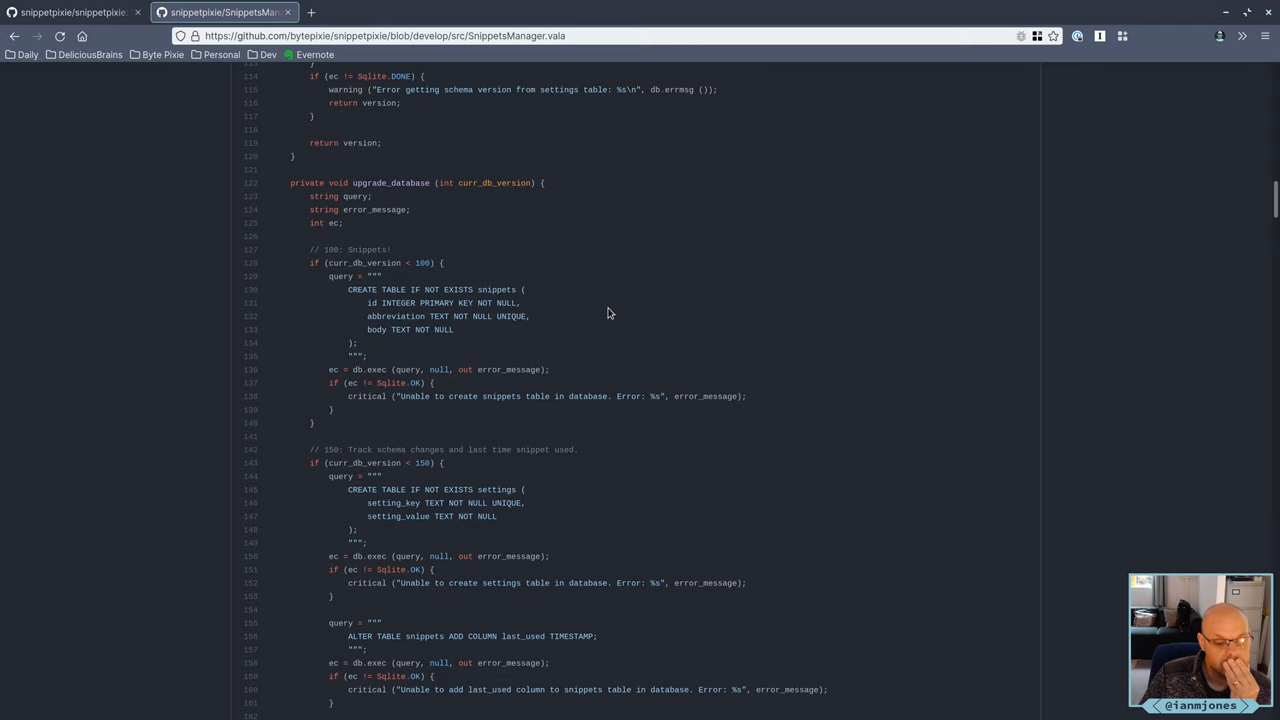 snippetpixie/snippetpixie:
snippetpixie/SnippetsMan
https://github.com/bytepixie/snippetpixie/blob/develop/src/SnippetsManager.vala
Daily
DeliciousBrains
Byte Pixie
Personal
Dev
Evernote
113 }
114 if (ec != Sqlite.DONE) {
115 warning ("Error getting schema version from settings table: %s\n", db.errmsg ());
116 return version;
117 }
118
119 return version;
120 }
121
122 private void upgrade_database (int curr_db_version) {
123 string query;
124 string error_message;
125 int ec;
126
127 // 100: Snippets!
128 if (curr_db_version < 100) {
129 query = """
130 CREATE TABLE IF NOT EXISTS snippets (
131 id INTEGER PRIMARY KEY NOT NULL,
132 abbreviation TEXT NOT NULL UNIQUE,
133 body TEXT NOT NULL
134 );
135 """;
136 ec = db.exec (query, null, out error_message);
137 if (ec != Sqlite.OK) {
138 critical ("Unable to create snippets table in database. Error: %s", error_message);
139 }
140 }
141
142 // 150: Track schema changes and last time snippet used.
143 if (curr_db_version < 150) {
144 query = """
145 CREATE TABLE IF NOT EXISTS settings (
146 setting_key TEXT NOT NULL UNIQUE,
147 setting_value TEXT NOT NULL
148 );
149 """;
150 ec = db.exec (query, null, out error_message);
151 if (ec != Sqlite.OK) {
152 critical ("Unable to create settings table in database. Error: %s", error_message);
153 }
154
155 query = """
156 ALTER TABLE snippets ADD COLUMN last_used TIMESTAMP;
157 """;
158 ec = db.exec (query, null, out error_message);
159 if (ec != Sqlite.OK) {
160 critical ("Unable to add last_used column to snippets table in database. Error: %s", error_message);
161 }
162
@ianmjones